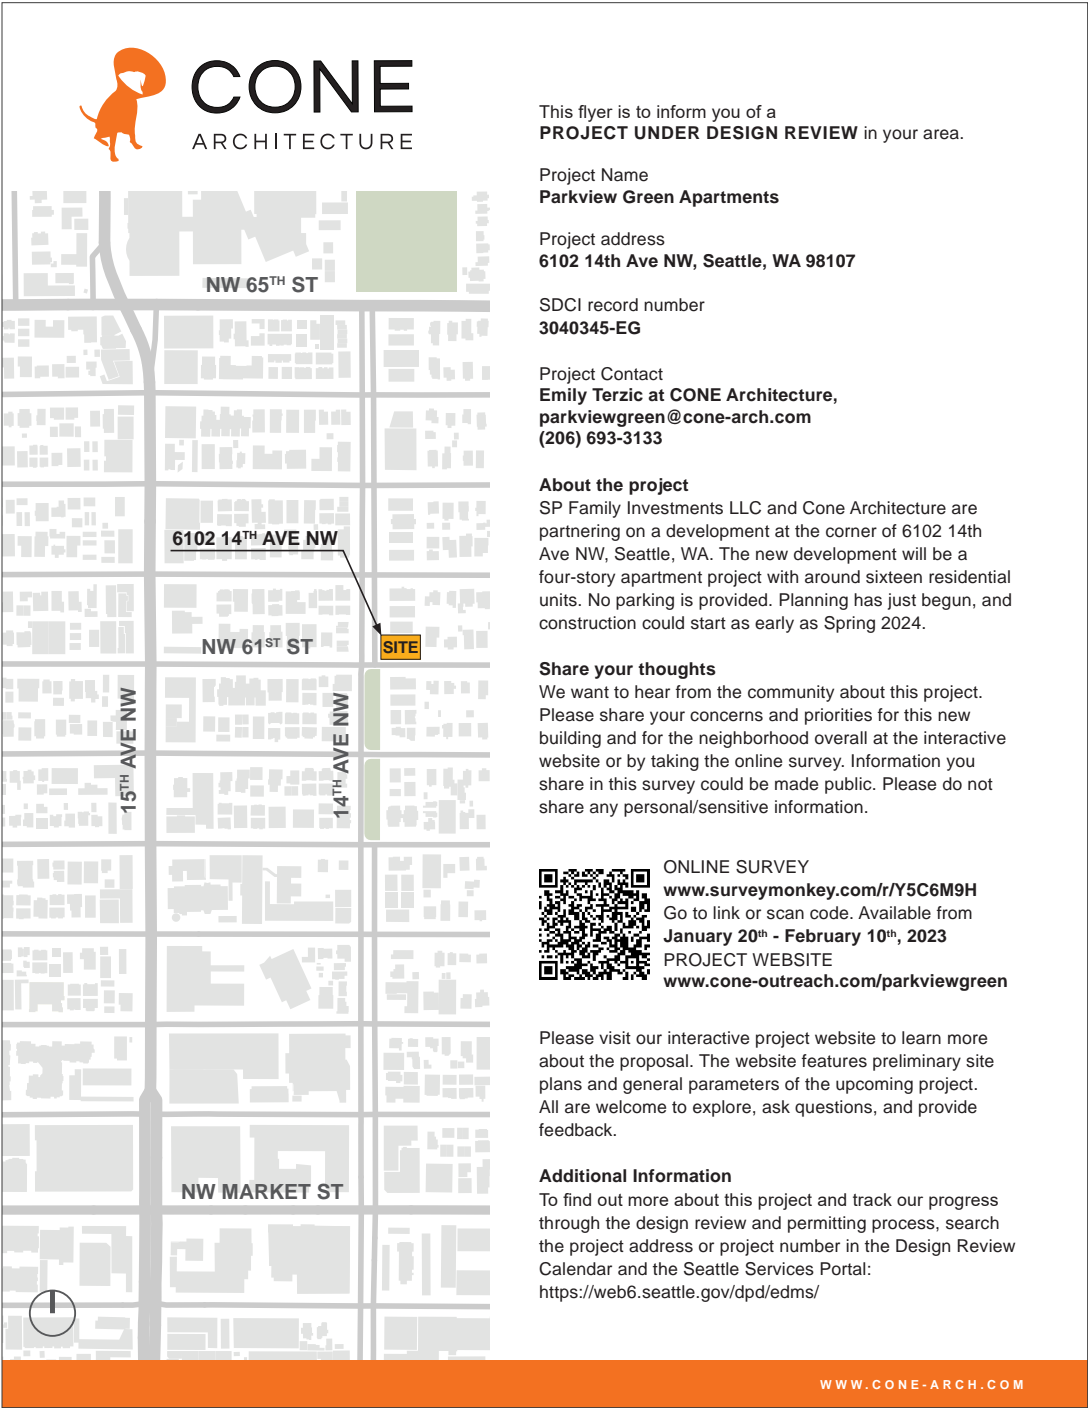 CONE
ARCHITECTURE
NW 65TH ST
6102 14TH AVE NW
NW 61ST ST
SITE
15TH AVE NW
14TH AVE NW
NW MARKET ST
This flyer is to inform you of a
PROJECT UNDER DESIGN REVIEW in your area.
Project Name
Parkview Green Apartments
Project address
6102 14th Ave NW, Seattle, WA 98107
SDCI record number
3040345-EG
Project Contact
Emily Terzic at CONE Architecture,
parkviewgreen@cone-arch.com
(206) 693-3133
About the project
SP Family Investments LLC and Cone Architecture are
partnering on a development at the corner of 6102 14th
Ave NW, Seattle, WA. The new development will be a
four-story apartment project with around sixteen residential
units. No parking is provided. Planning has just begun, and
construction could start as early as Spring 2024.
Share your thoughts
We want to hear from the community about this project.
Please share your concerns and priorities for this new
building and for the neighborhood overall at the interactive
website or by taking the online survey. Information you
share in this survey could be made public. Please do not
share any personal/sensitive information.
ONLINE SURVEY
www.surveymonkey.com/r/Y5C6M9H
Go to link or scan code. Available from
January 20th - February 10th, 2023
PROJECT WEBSITE
www.cone-outreach.com/parkviewgreen
Please visit our interactive project website to learn more
about the proposal. The website features preliminary site
plans and general parameters of the upcoming project.
All are welcome to explore, ask questions, and provide
feedback.
Additional Information
To find out more about this project and track our progress
through the design review and permitting process, search
the project address or project number in the Design Review
Calendar and the Seattle Services Portal:
https://web6.seattle.gov/dpd/edms/
WWW.CONE-ARCH.COM